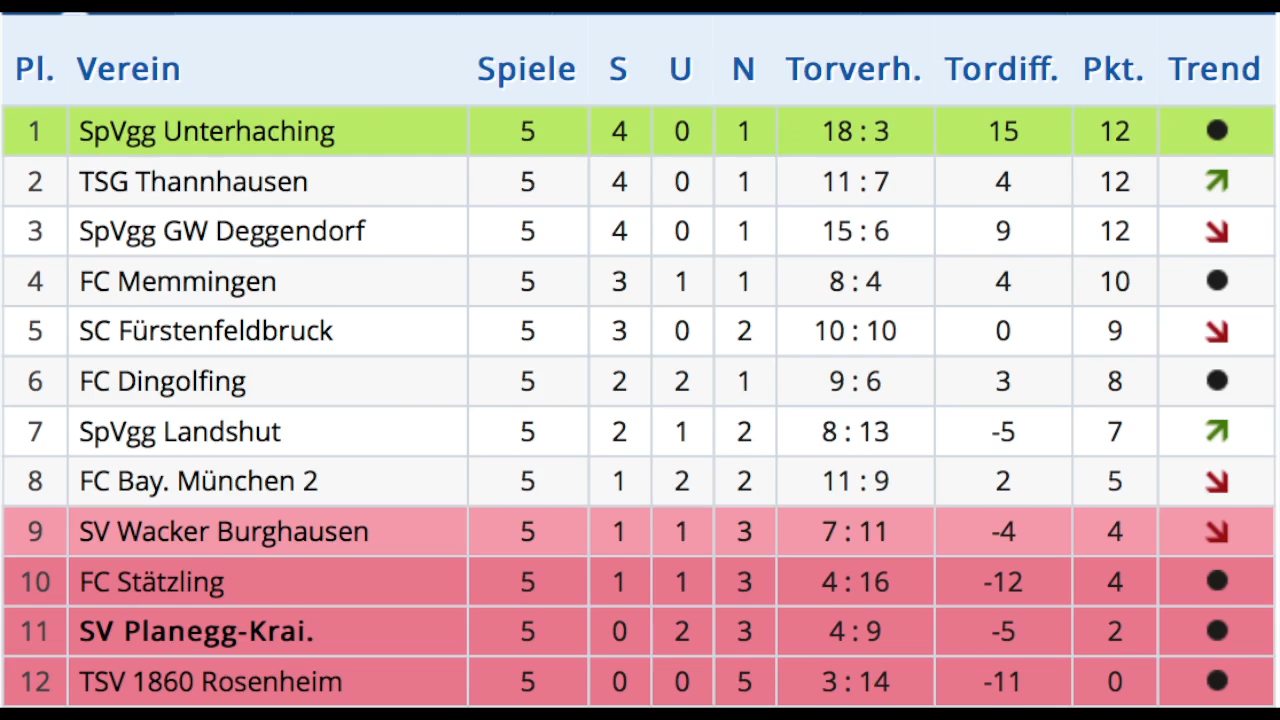 Pl. Verein Spiele S U N Torverh. Tordiff. Pkt. Trend
1 SpVgg Unterhaching 5 4 0 1 18 : 3 15 12
2 TSG Thannhausen 5 4 0 1 11 : 7 4 12
3 SpVgg GW Deggendorf 5 4 0 1 15 : 6 9 12
4 FC Memmingen 5 3 1 1 8 : 4 4 10
5 SC Fürstenfeldbruck 5 3 0 2 10 : 10 0 9
6 FC Dingolfing 5 2 2 1 9 : 6 3 8
7 SpVgg Landshut 5 2 1 2 8 : 13 -5 7
8 FC Bay. München 2 5 1 2 2 11 : 9 2 5
9 SV Wacker Burghausen 5 1 1 3 7 : 11 -4 4
10 FC Stätzling 5 1 1 3 4 : 16 -12 4
11 SV Planegg-Krai. 5 0 2 3 4 : 9 -5 2
12 TSV 1860 Rosenheim 5 0 0 5 3 : 14 -11 0